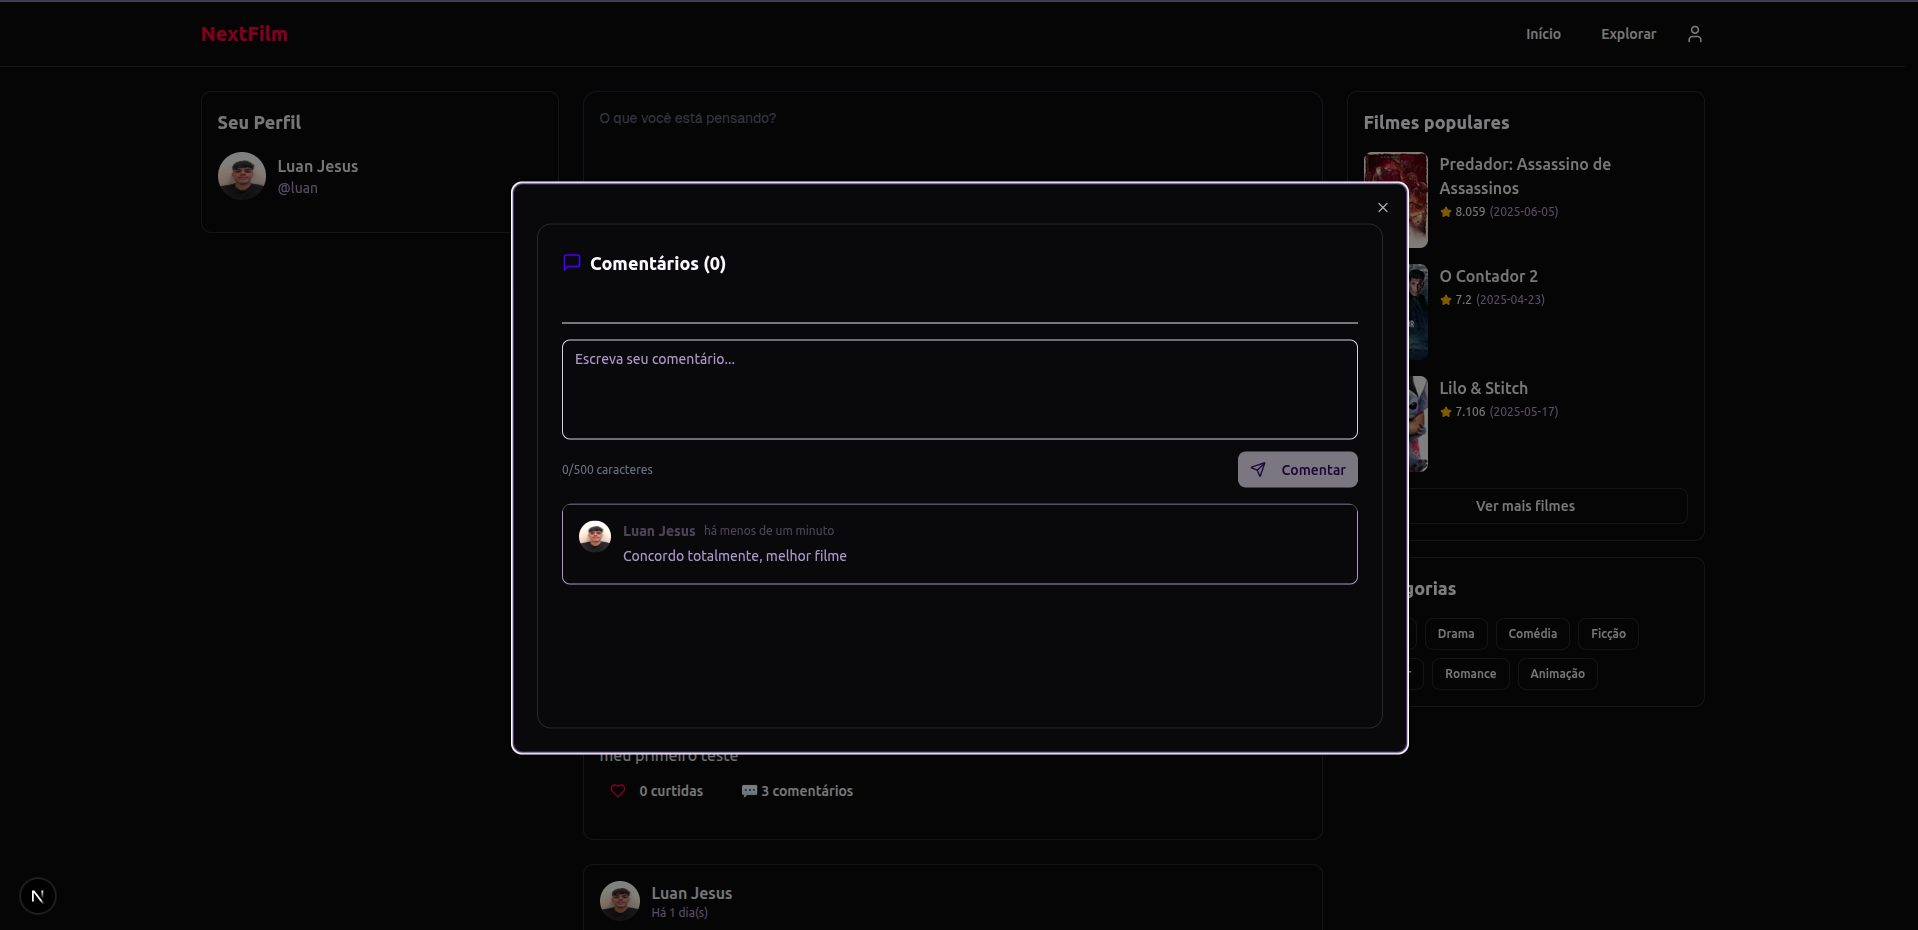 NextFilm
Início
Explorar
Seu Perfil
Luan Jesus
@luan
O que você está pensando?
Filmes populares
Predador: Assassino de
Assassinos
8.059 (2025-06-05)
O Contador 2
7.2 (2025-04-23)
Lilo & Stitch
7.106 (2025-05-17)
Ver mais filmes
Comentários (0)
Escreva seu comentário...
0/500 caracteres
Comentar
Luan Jesus há menos de um minuto
Concordo totalmente, melhor filme
gorias
Drama
Comédia
Ficção
Romance
Animação
meu primeiro teste
0 curtidas
3 comentários
Luan Jesus
Há 1 dia(s)
N